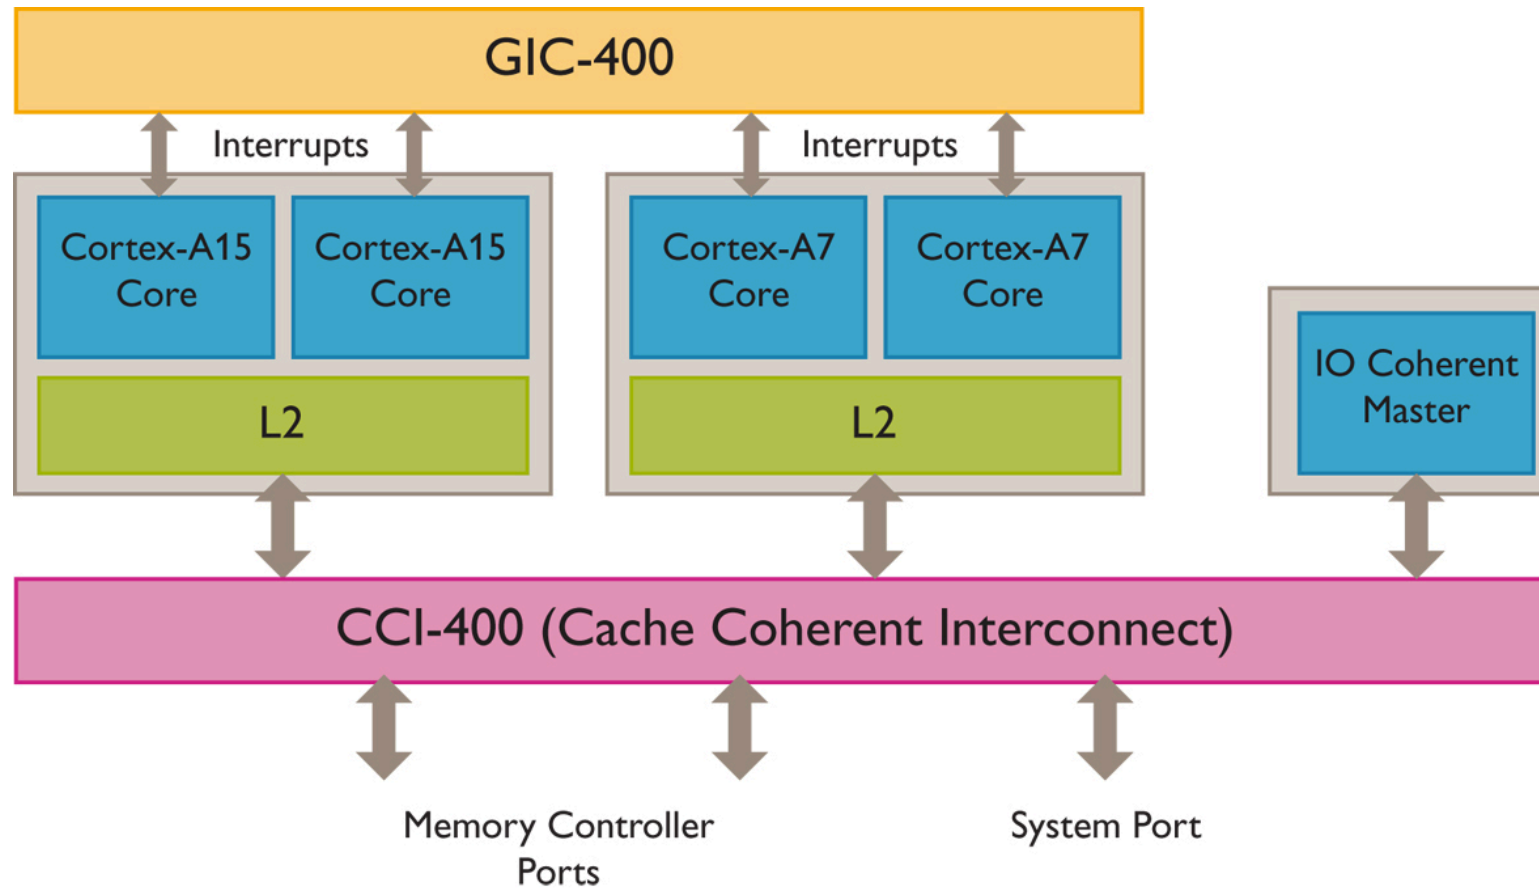 GIC-400
Interrupts
Interrupts
Cortex-A15
Core
Cortex-A15
Core
Cortex-A7
Core
Cortex-A7
Core
IO Coherent
Master
L2
L2
CCI-400 (Cache Coherent Interconnect)
Memory Controller
Ports
System Port